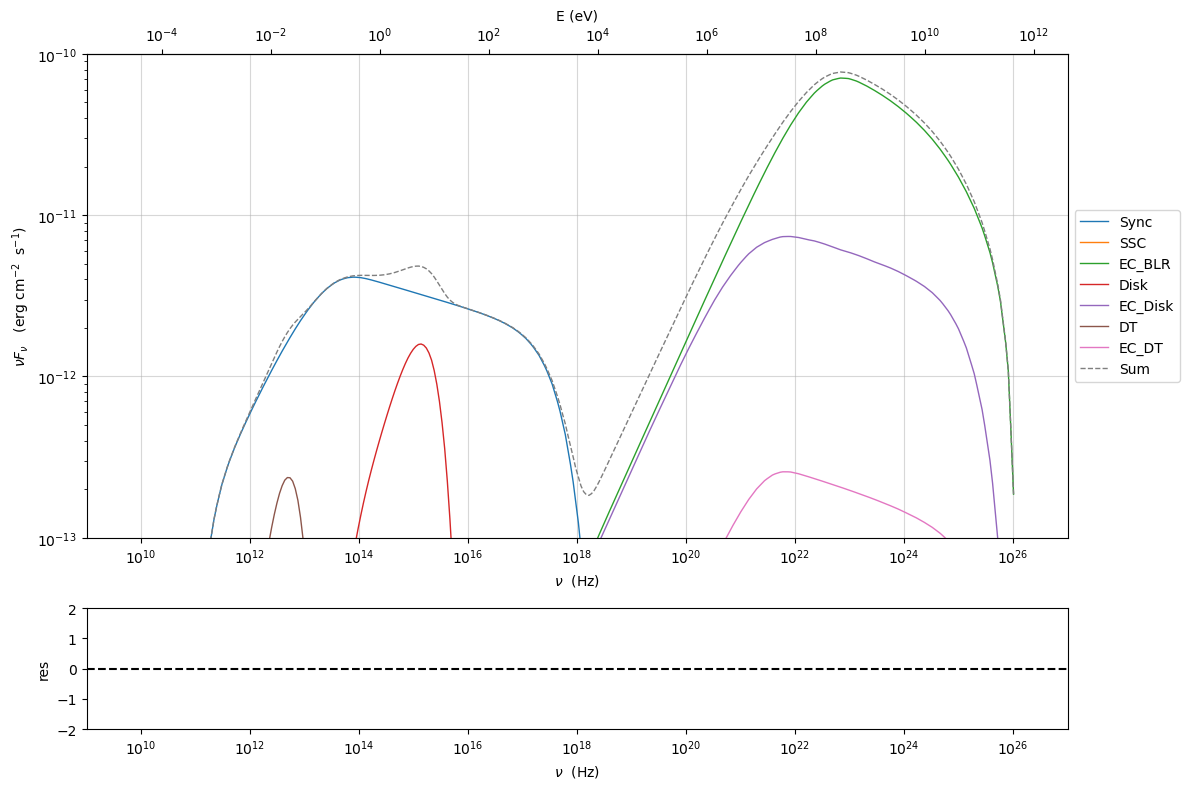 E (eV)
10⁻⁴ 10⁻² 10⁰ 10² 10⁴ 10⁶ 10⁸ 10¹⁰ 10¹²
10⁻¹⁰
10⁻¹¹
10⁻¹²
10⁻¹³
νFᵥ (erg cm⁻² s⁻¹)
10¹⁰ 10¹² 10¹⁴ 10¹⁶ 10¹⁸ 10²⁰ 10²² 10²⁴ 10²⁶
ν (Hz)
Sync
SSC
EC_BLR
Disk
EC_Disk
DT
EC_DT
Sum
2
1
0
−1
−2
res
10¹⁰ 10¹² 10¹⁴ 10¹⁶ 10¹⁸ 10²⁰ 10²² 10²⁴ 10²⁶
ν (Hz)